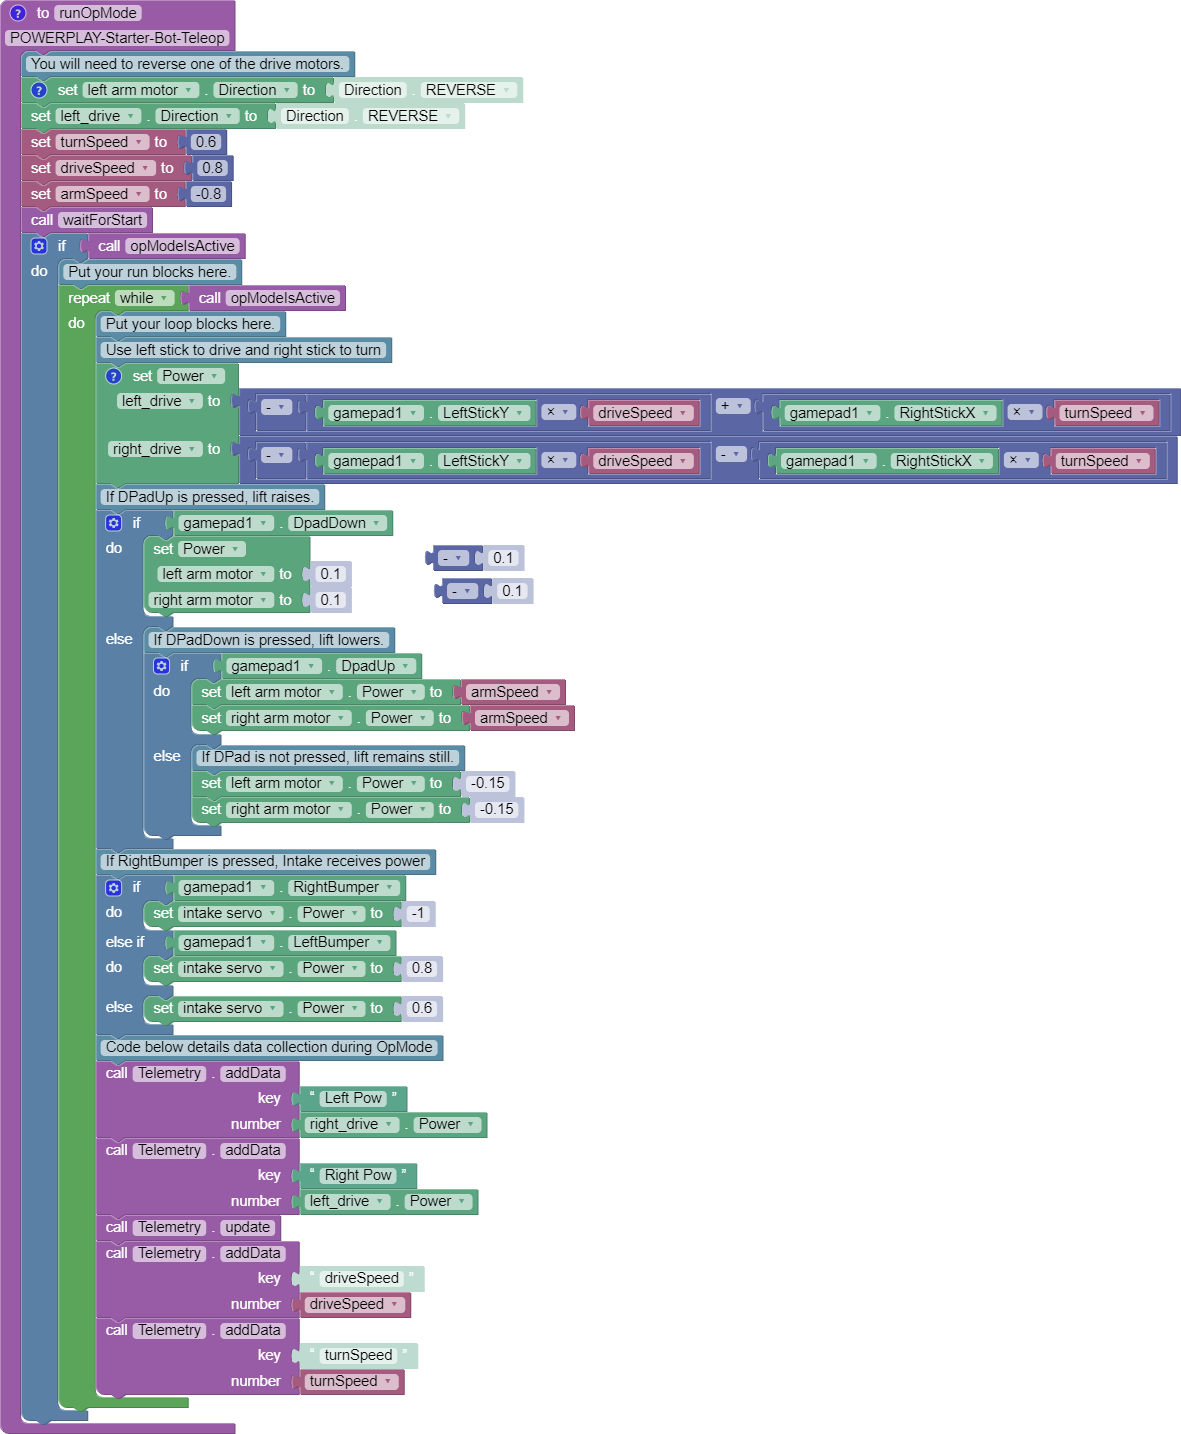 ? to runOpMode
POWERPLAY-Starter-Bot-Teleop
You will need to reverse one of the drive motors.
? set left arm motor . Direction to Direction . REVERSE
set left_drive . Direction to Direction . REVERSE
set turnSpeed to 0.6
set driveSpeed to 0.8
set armSpeed to -0.8
call waitForStart
if call opModeIsActive
do Put your run blocks here.
repeat while call opModeIsActive
do Put your loop blocks here.
Use left stick to drive and right stick to turn
? set Power
left_drive to - gamepad1 . LeftStickY × driveSpeed + gamepad1 . RightStickX × turnSpeed
right_drive to - gamepad1 . LeftStickY × driveSpeed - gamepad1 . RightStickX × turnSpeed
If DPadUp is pressed, lift raises.
if gamepad1 . DpadDown
do set Power
- 0.1
left arm motor to 0.1
- 0.1
right arm motor to 0.1
else If DPadDown is pressed, lift lowers.
if gamepad1 . DpadUp
do set left arm motor . Power to armSpeed
set right arm motor . Power to armSpeed
else If DPad is not pressed, lift remains still.
set left arm motor . Power to -0.15
set right arm motor . Power to -0.15
If RightBumper is pressed, Intake receives power
if gamepad1 . RightBumper
do set intake servo . Power to -1
else if gamepad1 . LeftBumper
do set intake servo . Power to 0.8
else set intake servo . Power to 0.6
Code below details data collection during OpMode
call Telemetry . addData
key “ Left Pow ”
number right_drive . Power
call Telemetry . addData
key “ Right Pow ”
number left_drive . Power
call Telemetry . update
call Telemetry . addData
key “ driveSpeed ”
number driveSpeed
call Telemetry . addData
key “ turnSpeed ”
number turnSpeed